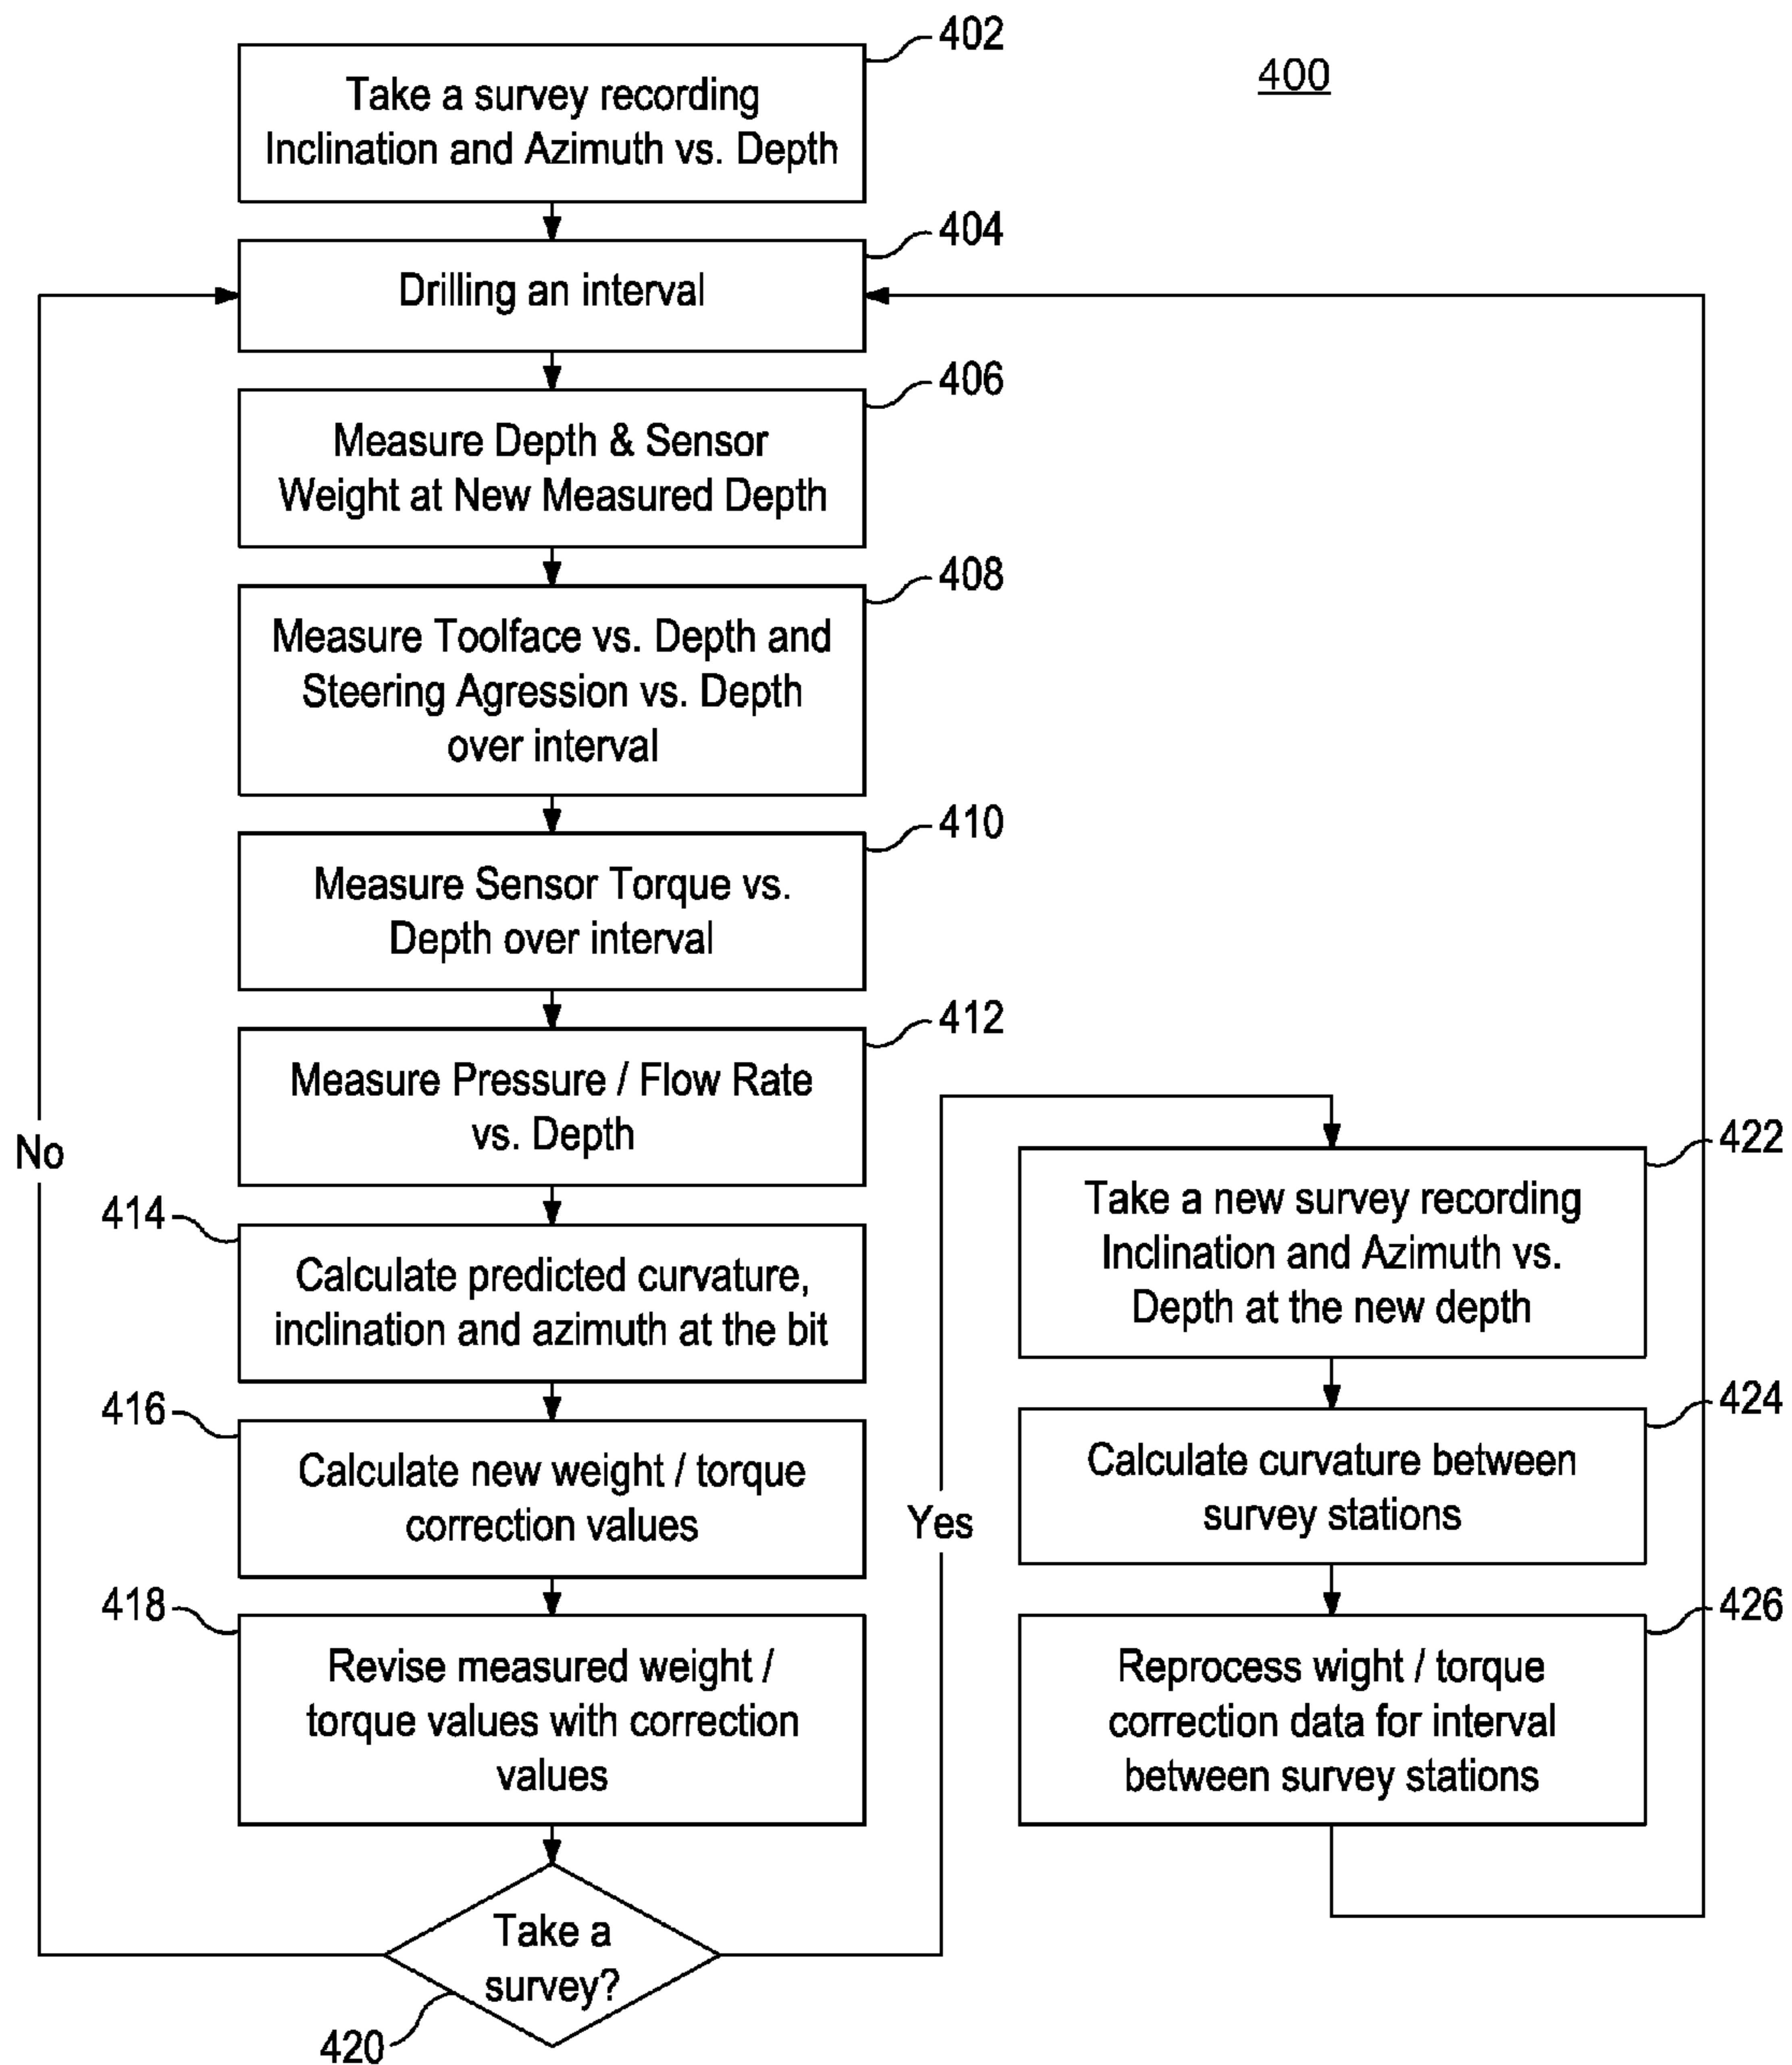 400
402
Take a survey recording
Inclination and Azimuth vs. Depth
404
Drilling an interval
406
Measure Depth & Sensor
Weight at New Measured Depth
408
Measure Toolface vs. Depth and
Steering Agression vs. Depth
over interval
410
Measure Sensor Torque vs.
Depth over interval
412
Measure Pressure / Flow Rate
vs. Depth
414
Calculate predicted curvature,
inclination and azimuth at the bit
416
Calculate new weight / torque
correction values
418
Revise measured weight /
torque values with correction
values
Take a
survey?
420
No
Yes
422
Take a new survey recording
Inclination and Azimuth vs.
Depth at the new depth
424
Calculate curvature between
survey stations
426
Reprocess wight / torque
correction data for interval
between survey stations